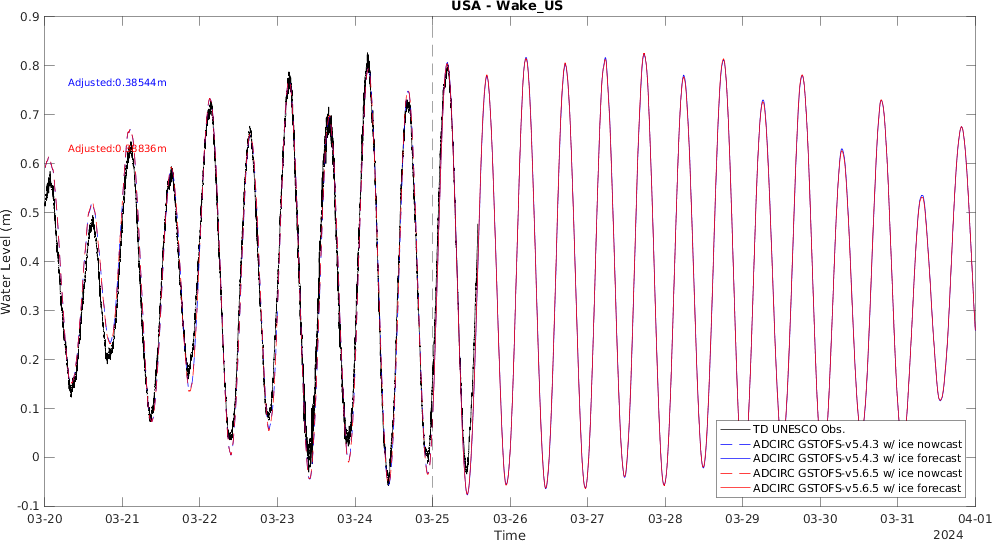 USA - Wake_US
0.9
0.8
0.7
0.6
0.5
0.4
0.3
0.2
0.1
0
-0.1
Water Level (m)
Adjusted:0.38544m
Adjusted:0.38836m
TD UNESCO Obs.
ADCIRC GSTOFS-v5.4.3 w/ ice nowcast
ADCIRC GSTOFS-v5.4.3 w/ ice forecast
ADCIRC GSTOFS-v5.6.5 w/ ice nowcast
ADCIRC GSTOFS-v5.6.5 w/ ice forecast
03-20 03-21 03-22 03-23 03-24 03-25 03-26 03-27 03-28 03-29 03-30 03-31 04-01
Time
2024